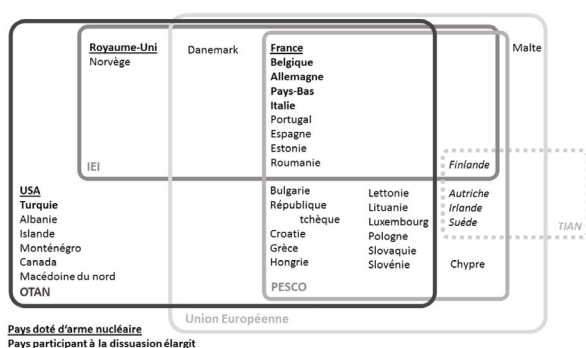 Royaume-Uni
Norvège
Danemark
France
Belgique
Allemagne
Pays-Bas
Italie
Portugal
Espagne
Estonie
Roumanie
Malte
IEI
Finlande
USA
Turquie
Albanie
Islande
Monténégro
Canada
Macédoine du nord
OTAN
Bulgarie
République
tchèque
Croatie
Grèce
Hongrie
PESCO
Lettonie
Lituanie
Luxembourg
Pologne
Slovaquie
Slovénie
Autriche
Irlande
Suéde
Chypre
TIAN
Union Européenne
Pays doté d'arme nucléaire
Pays participant à la dissuasion élargit